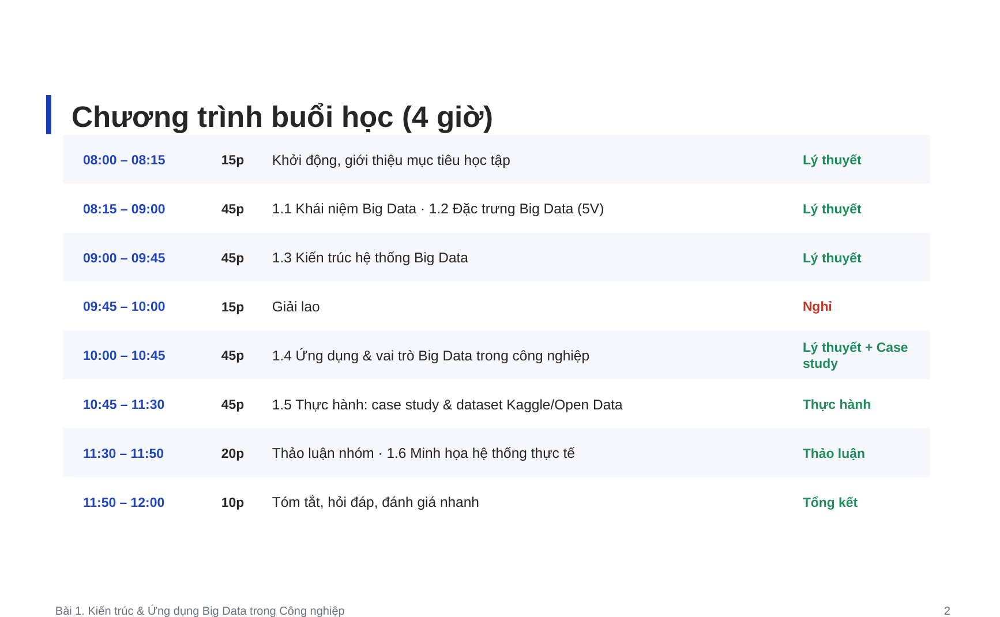 Chương trình buổi học (4 giờ)
08:00 – 08:15 15p Khởi động, giới thiệu mục tiêu học tập Lý thuyết
08:15 – 09:00 45p 1.1 Khái niệm Big Data · 1.2 Đặc trưng Big Data (5V) Lý thuyết
09:00 – 09:45 45p 1.3 Kiến trúc hệ thống Big Data Lý thuyết
09:45 – 10:00 15p Giải lao Nghỉ
10:00 – 10:45 45p 1.4 Ứng dụng & vai trò Big Data trong công nghiệp Lý thuyết + Case
study
10:45 – 11:30 45p 1.5 Thực hành: case study & dataset Kaggle/Open Data Thực hành
11:30 – 11:50 20p Thảo luận nhóm · 1.6 Minh họa hệ thống thực tế Thảo luận
11:50 – 12:00 10p Tóm tắt, hỏi đáp, đánh giá nhanh Tổng kết
Bài 1. Kiến trúc & Ứng dụng Big Data trong Công nghiệp 2